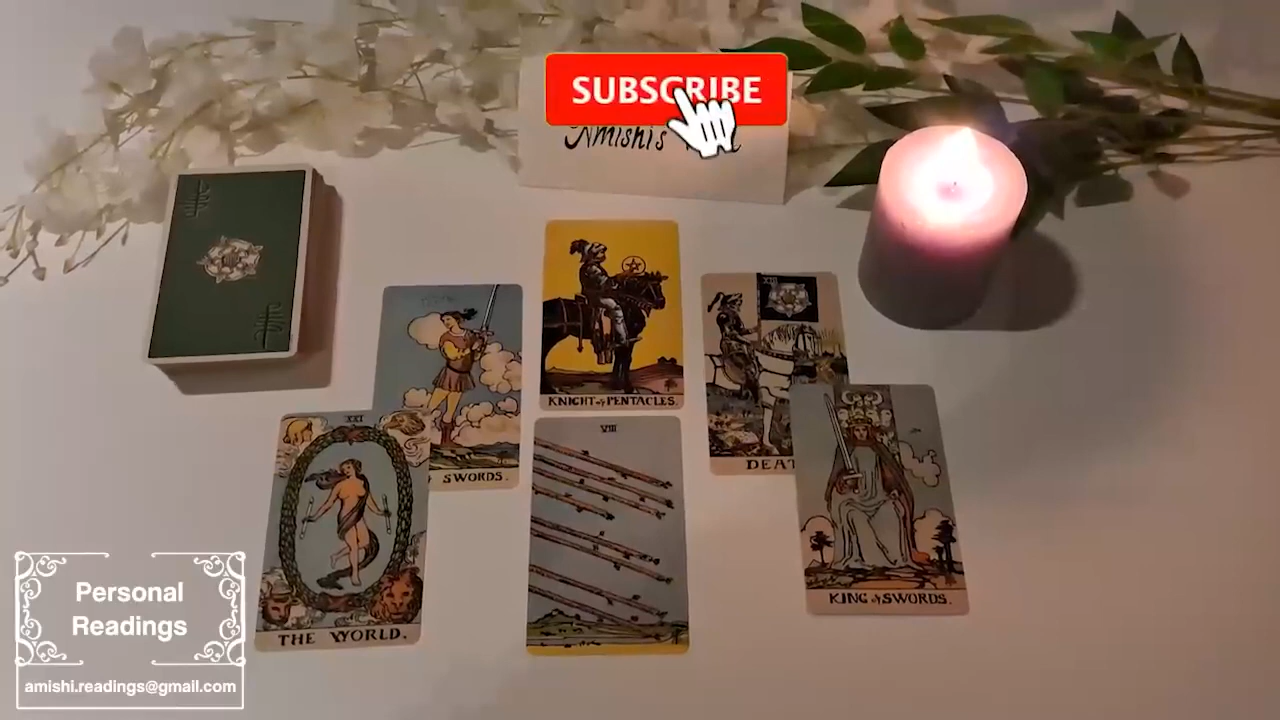 SUBSCRIBE
Amishi's
KNIGHT of PENTACLES.
XIII
XXI
SWORDS.
VIII
DEAT
KING of SWORDS.
THE WORLD.
Personal
Readings
amishi.readings@gmail.com